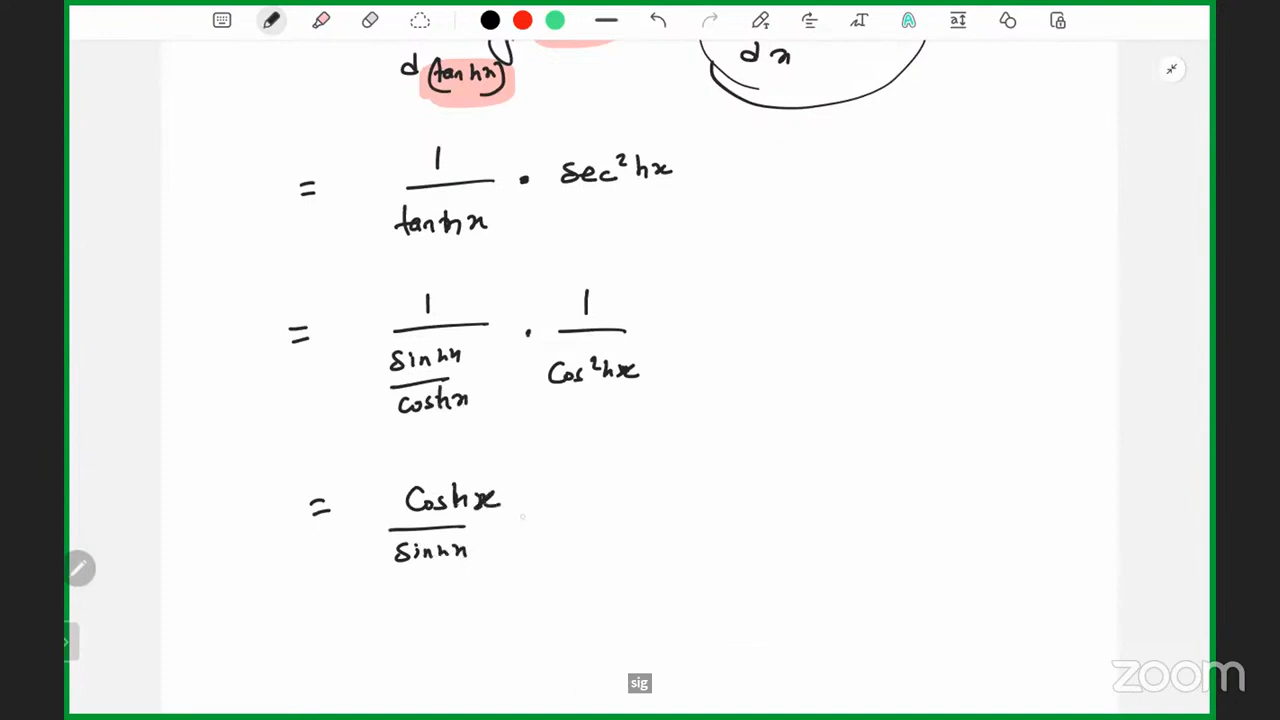 d(tanhx) dx
= 1/tanhx · sec²hx
= 1/(sinhx/coshx) · 1/cos²hx
= coshx/sinhx
sig
zoom